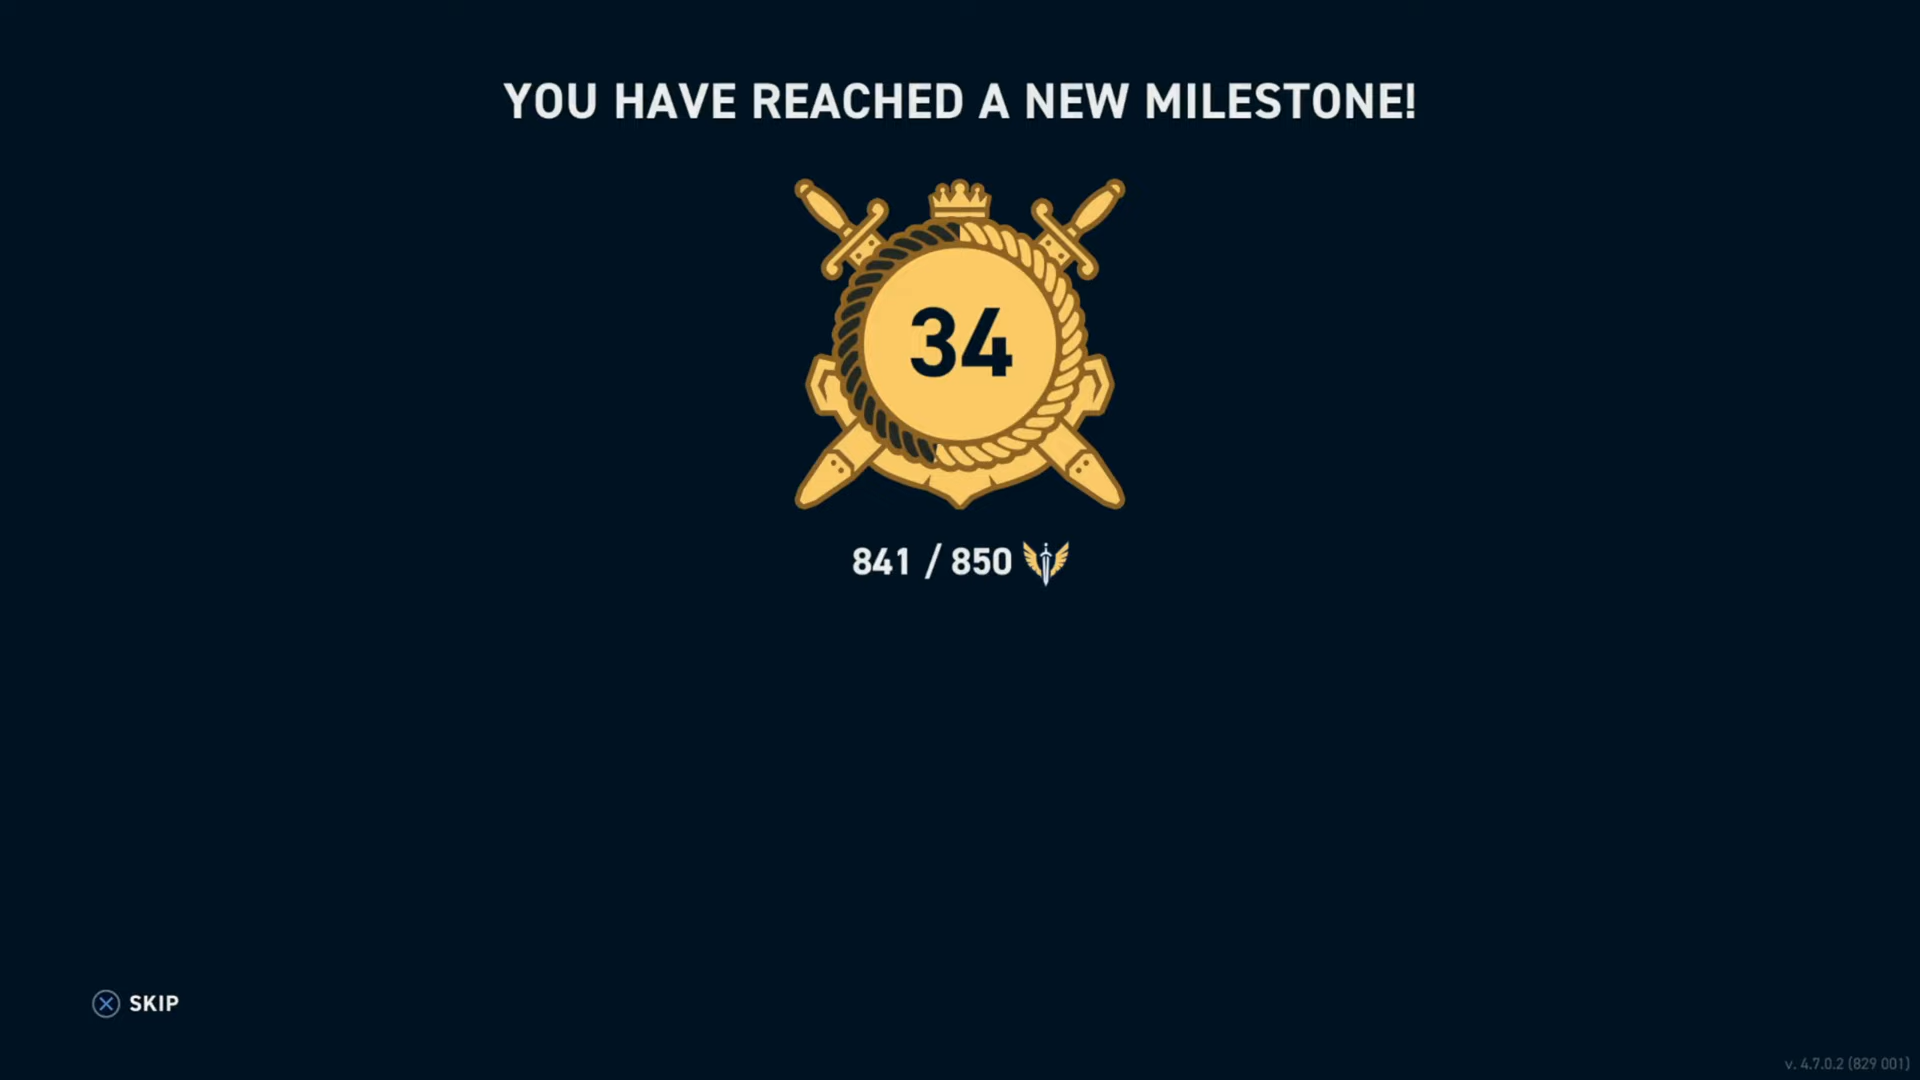 YOU HAVE REACHED A NEW MILESTONE!
34
841 / 850
SKIP
v. 4.7.0.2 (829 001)